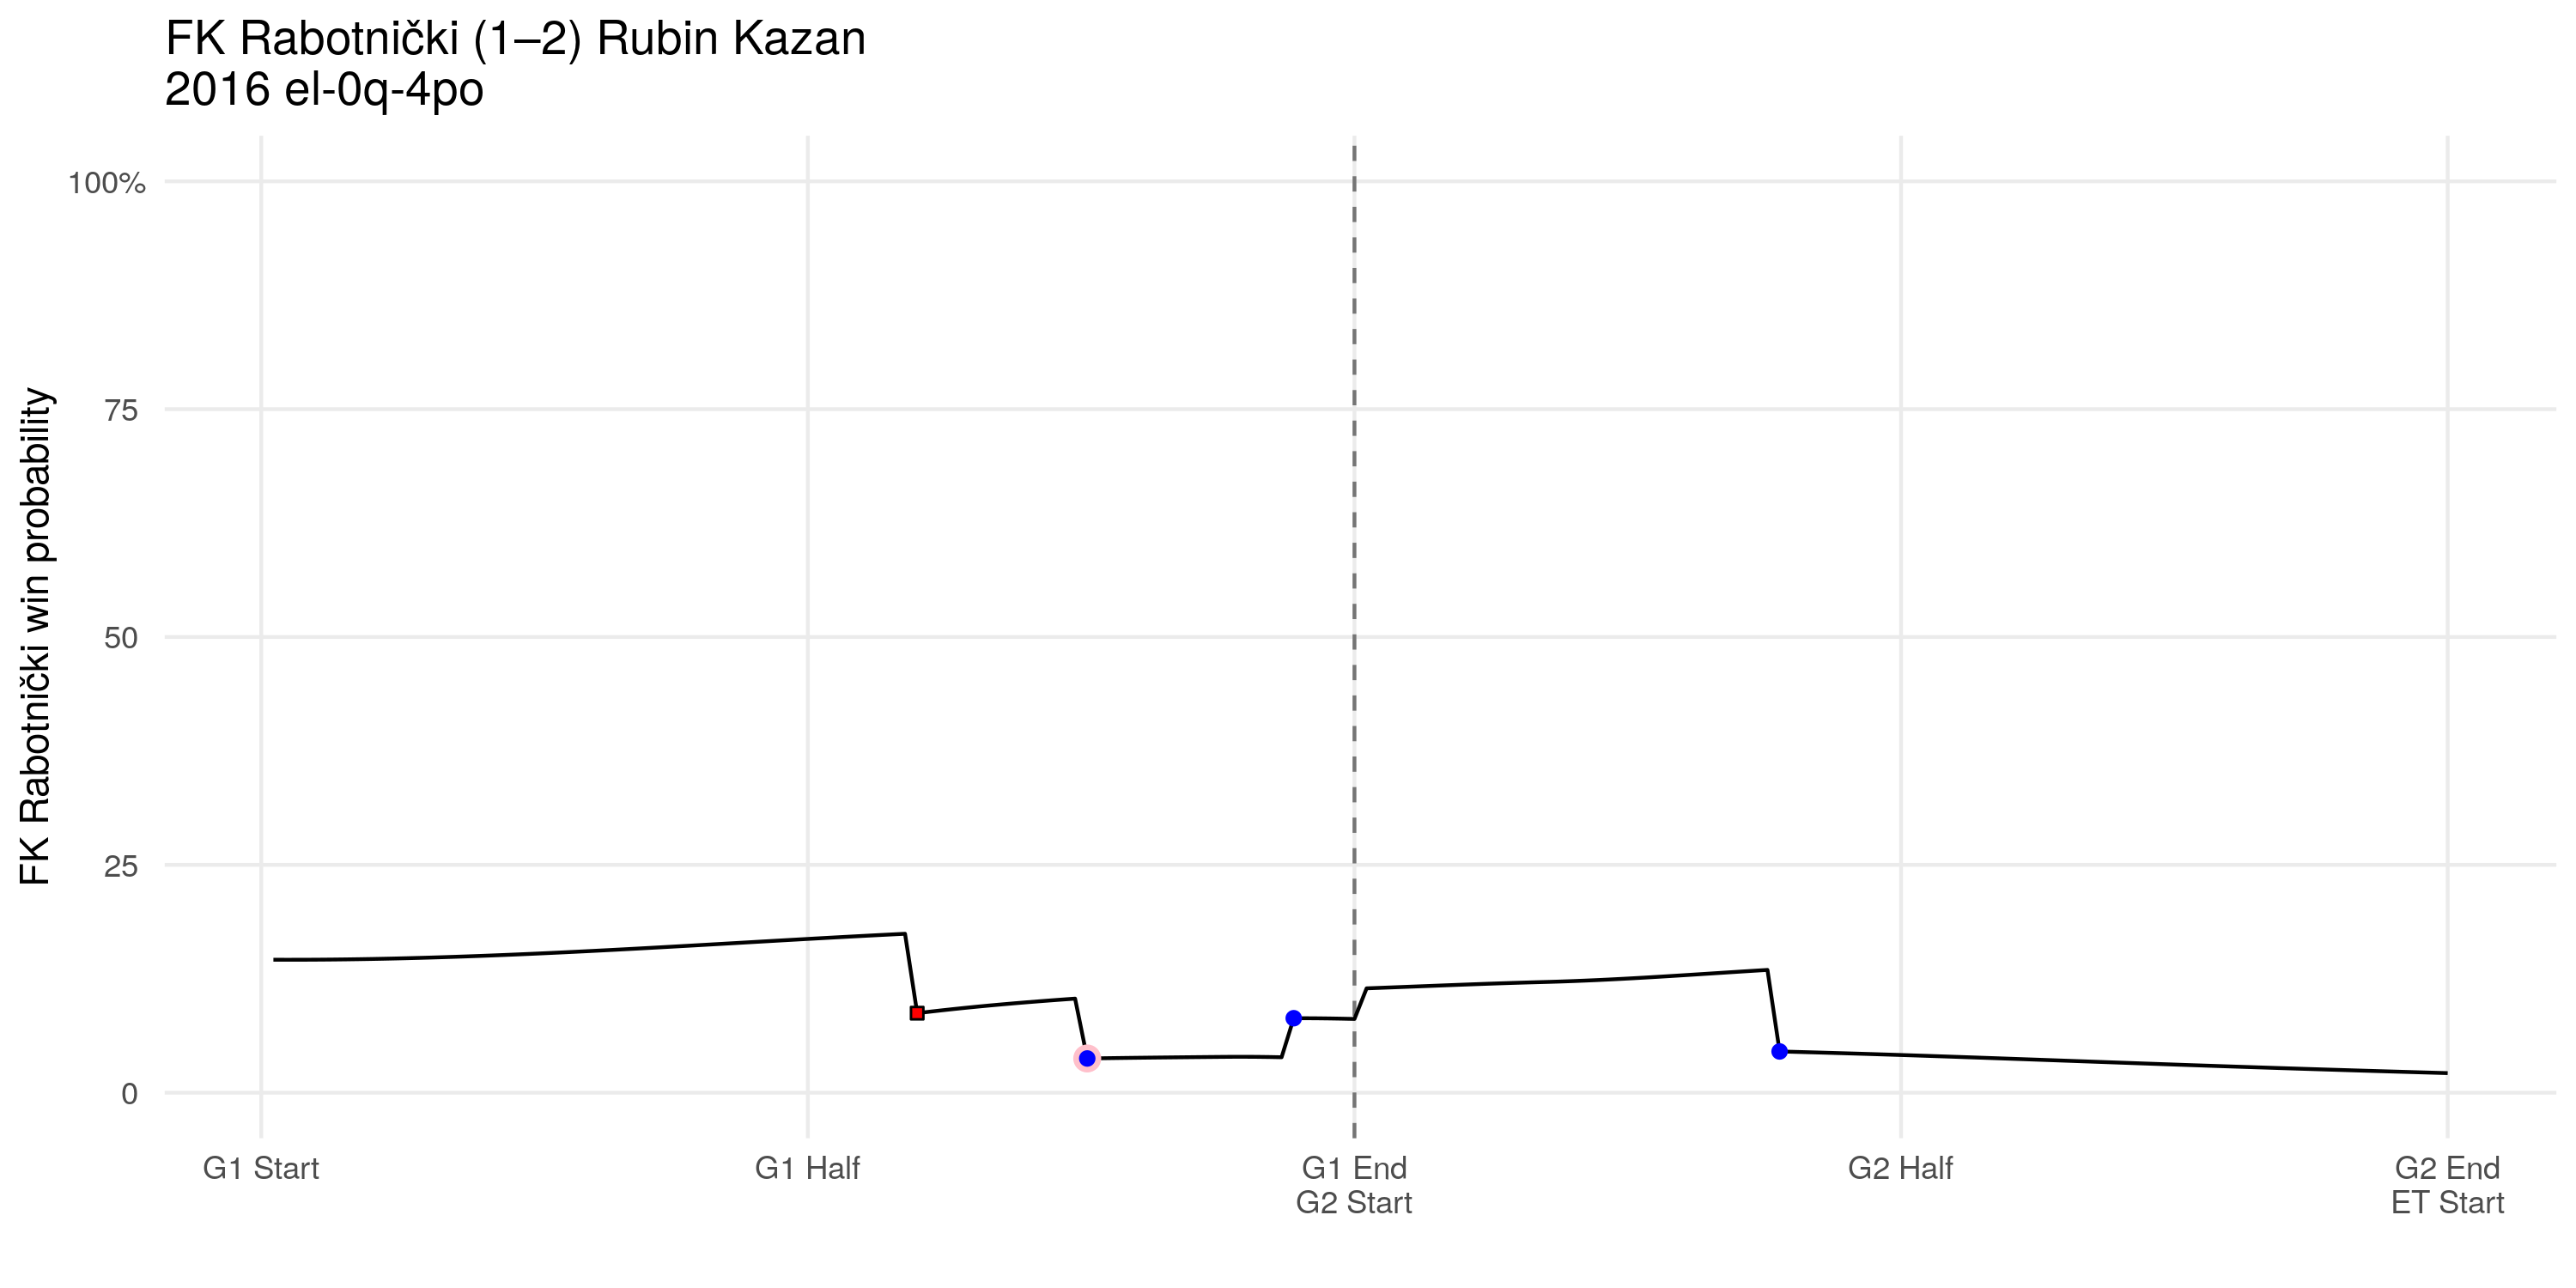 FK Rabotnički (1–2) Rubin Kazan
2016 el-0q-4po
FK Rabotnički win probability
100%
75
50
25
0
G1 Start
G1 Half
G1 End
G2 Start
G2 Half
G2 End
ET Start